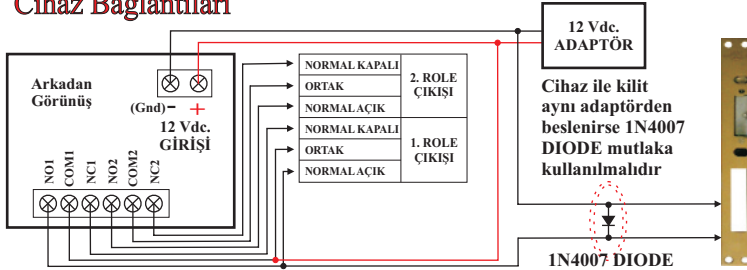 Cihaz Bağlantıları
12 Vdc.
ADAPTÖR
Arkadan
Görünüş
(Gnd)- +
12 Vdc.
GİRİŞİ
NO1
COM1
NC1
NO2
COM2
NC2
NORMAL KAPALI
ORTAK
NORMAL AÇIK
2. ROLE
ÇIKIŞI
NORMAL KAPALI
ORTAK
NORMAL AÇIK
1. ROLE
ÇIKIŞI
Cihaz ile kilit
aynı adaptörden
beslenirse 1N4007
DIODE mutlaka
kullanılmalıdır
1N4007 DIODE